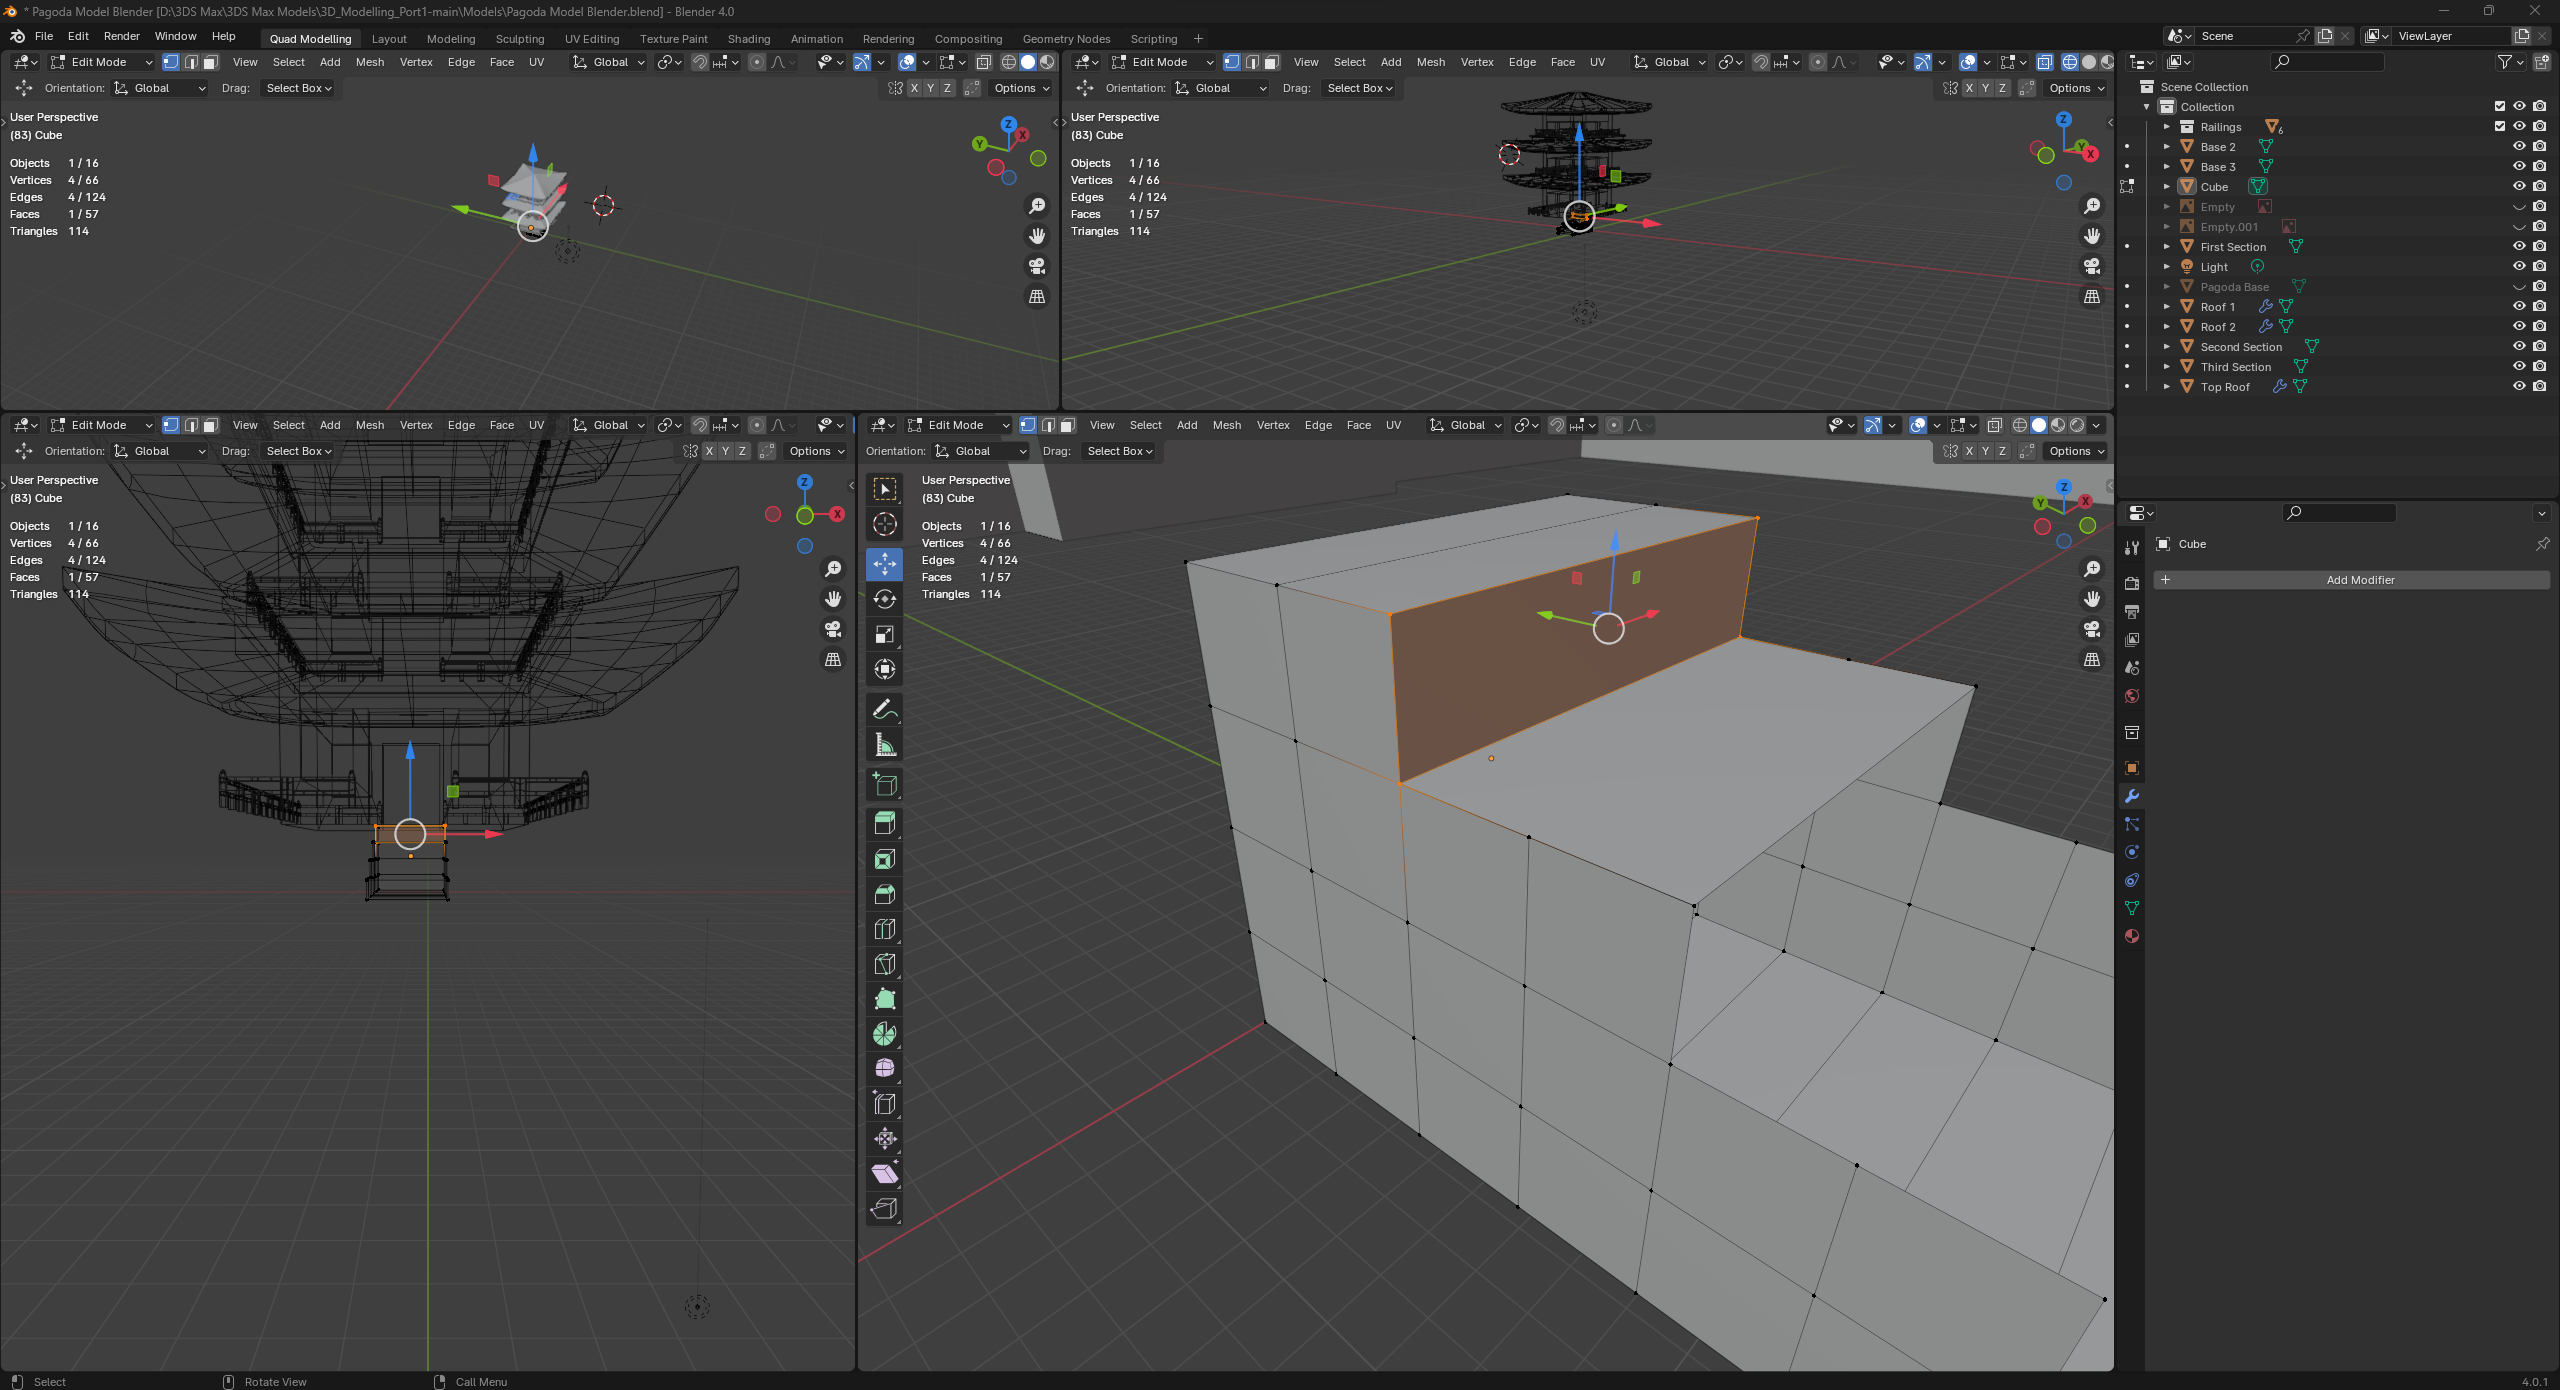 * Pagoda Model Blender [D:\3DS Max\3DS Max Models\3D_Modelling_Port1-main\Models\Pagoda Model Blender.blend] - Blender 4.0
File Edit Render Window Help Quad Modelling Layout Modeling Sculpting UV Editing Texture Paint Shading Animation Rendering Compositing Geometry Nodes Scripting + Scene ViewLayer
Edit Mode View Select Add Mesh Vertex Edge Face UV Global
Orientation: Global Drag: Select Box X Y Z Options
User Perspective
(83) Cube
Objects 1 / 16
Vertices 4 / 66
Edges 4 / 124
Faces 1 / 57
Triangles 114
Z
X
Y
Edit Mode View Select Add Mesh Vertex Edge Face UV Global
Orientation: Global Drag: Select Box X Y Z Options
User Perspective
(83) Cube
Objects 1 / 16
Vertices 4 / 66
Edges 4 / 124
Faces 1 / 57
Triangles 114
Z
Y
X
Scene Collection
Collection
Railings 6
Base 2
Base 3
Cube
Empty
Empty.001
First Section
Light
Pagoda Base
Roof 1
Roof 2
Second Section
Third Section
Top Roof
Edit Mode View Select Add Mesh Vertex Edge Face UV Global
Orientation: Global Drag: Select Box X Y Z Options
User Perspective
(83) Cube
Objects 1 / 16
Vertices 4 / 66
Edges 4 / 124
Faces 1 / 57
Triangles 114
Z
X
Edit Mode View Select Add Mesh Vertex Edge Face UV Global
Orientation: Global Drag: Select Box X Y Z Options
User Perspective
(83) Cube
Objects 1 / 16
Vertices 4 / 66
Edges 4 / 124
Faces 1 / 57
Triangles 114
Z
Y X
Cube
+ Add Modifier
Select Rotate View Call Menu 4.0.1